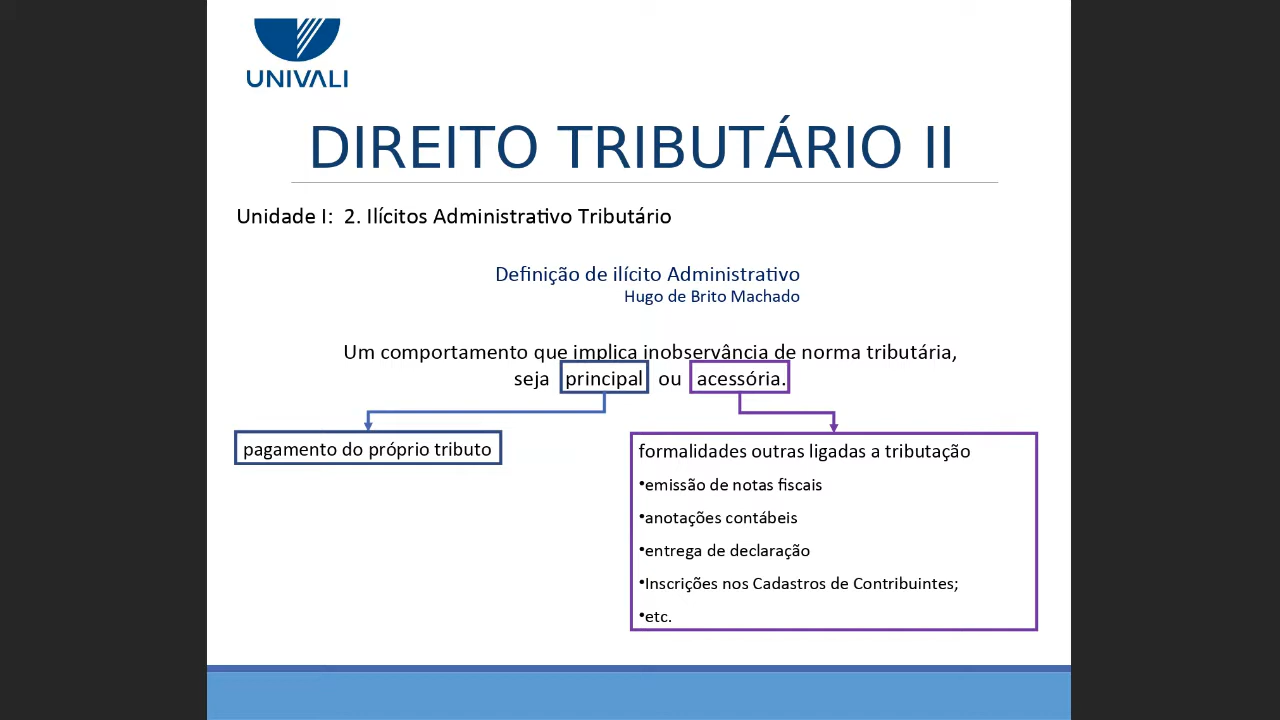 UNIVALI
DIREITO TRIBUTÁRIO II
Unidade I:  2. Ilícitos Administrativo Tributário
Definição de ilícito Administrativo
Hugo de Brito Machado
Um comportamento que implica inobservância de norma tributária,
seja principal ou acessória.
pagamento do próprio tributo
formalidades outras ligadas a tributação
•emissão de notas fiscais
•anotações contábeis
•entrega de declaração
•Inscrições nos Cadastros de Contribuintes;
•etc.